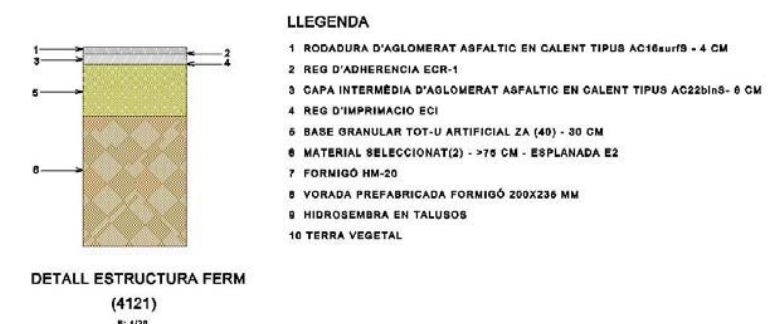 LLEGENDA
1 RODADURA D'AGLOMERAT ASFALTIC EN CALENT TIPUS AC16surfS - 4 CM
2 REG D'ADHERENCIA ECR-1
3 CAPA INTERMÈDIA D'AGLOMERAT ASFALTIC EN CALENT TIPUS AC22binS- 6 CM
4 REG D'IMPRIMACIO ECI
5 BASE GRANULAR TOT-U ARTIFICIAL ZA (40) - 30 CM
6 MATERIAL SELECCIONAT(2) - >75 CM - ESPLANADA E2
7 FORMIGÓ HM-20
8 VORADA PREFABRICADA FORMIGÓ 200X235 MM
9 HIDROSEMBRA EN TALUSOS
10 TERRA VEGETAL
1
2
3
4
5
6
DETALL ESTRUCTURA FERM
(4121)
E: 1/20